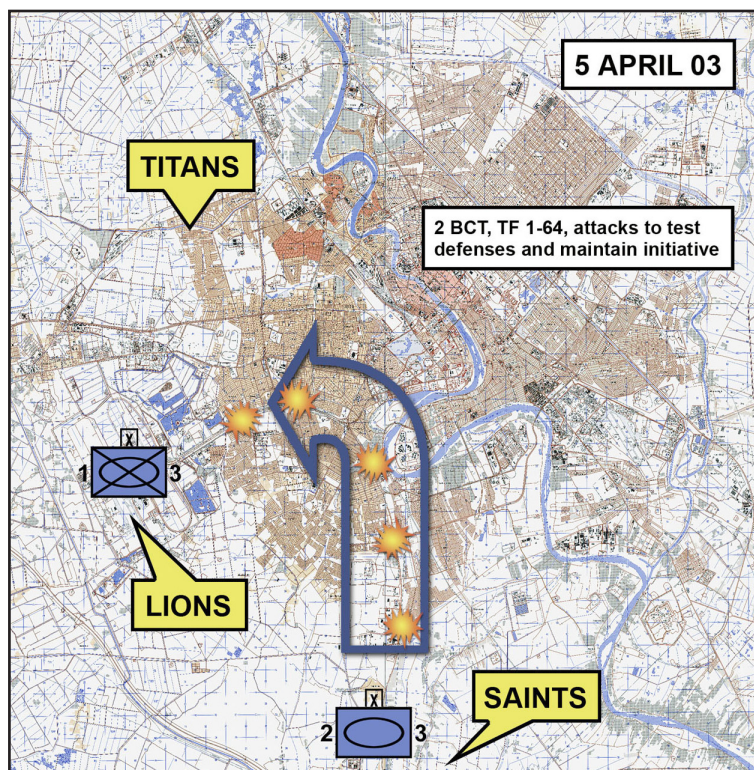 5 APRIL 03
TITANS
2 BCT, TF 1-64, attacks to test
defenses and maintain initiative
X
1 3
LIONS
SAINTS
X
2 3